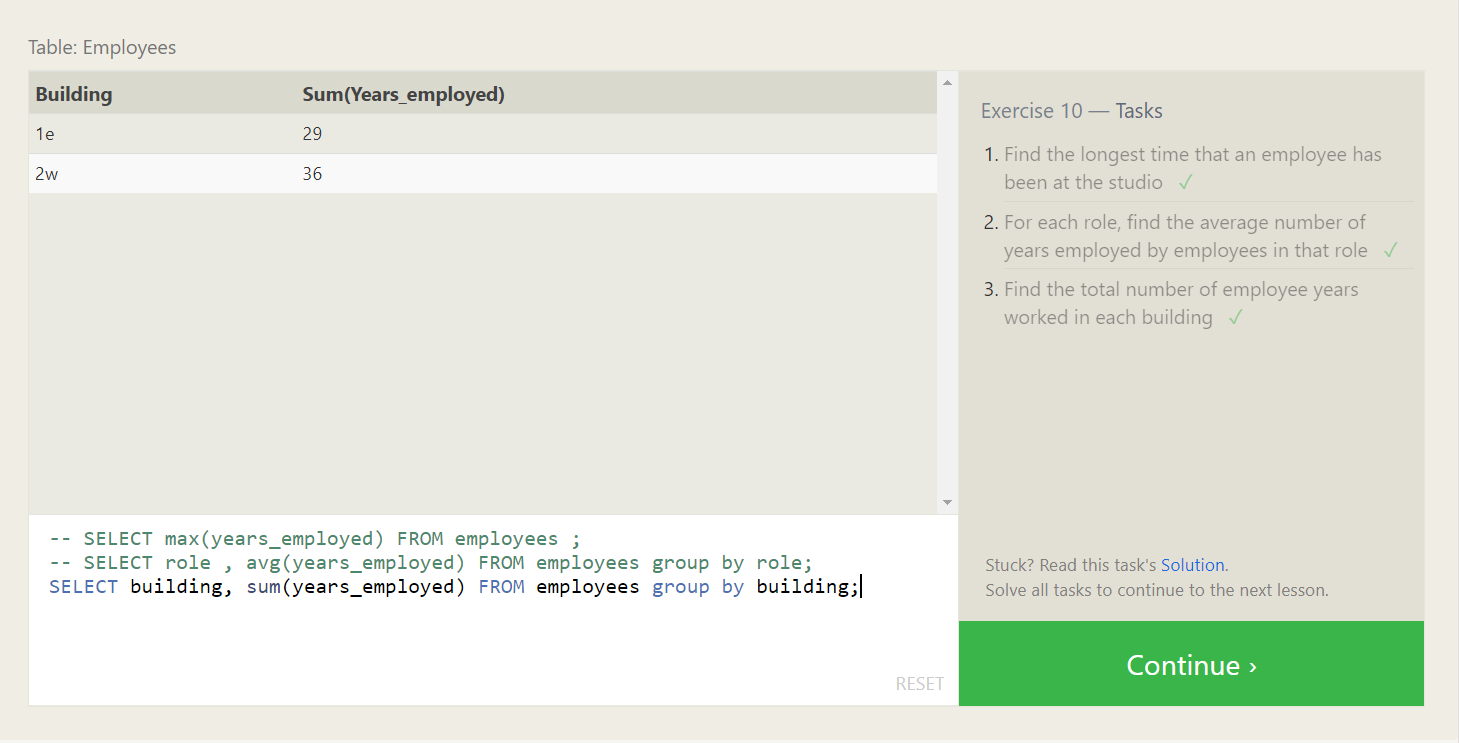 Table: Employees
Building Sum(Years_employed)
1e 29
2w 36
-- SELECT max(years_employed) FROM employees ;
-- SELECT role , avg(years_employed) FROM employees group by role;
SELECT building, sum(years_employed) FROM employees group by building;
RESET
Exercise 10 — Tasks
1. Find the longest time that an employee has
been at the studio ✓
2. For each role, find the average number of
years employed by employees in that role ✓
3. Find the total number of employee years
worked in each building ✓
Stuck? Read this task's Solution.
Solve all tasks to continue to the next lesson.
Continue ›